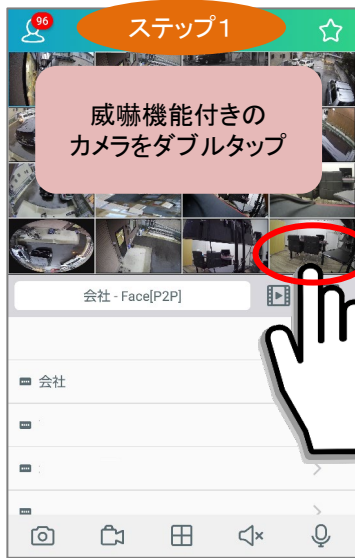 96
ステップ１
威嚇機能付きの
カメラをダブルタップ
会社 - Face[P2P]
会社